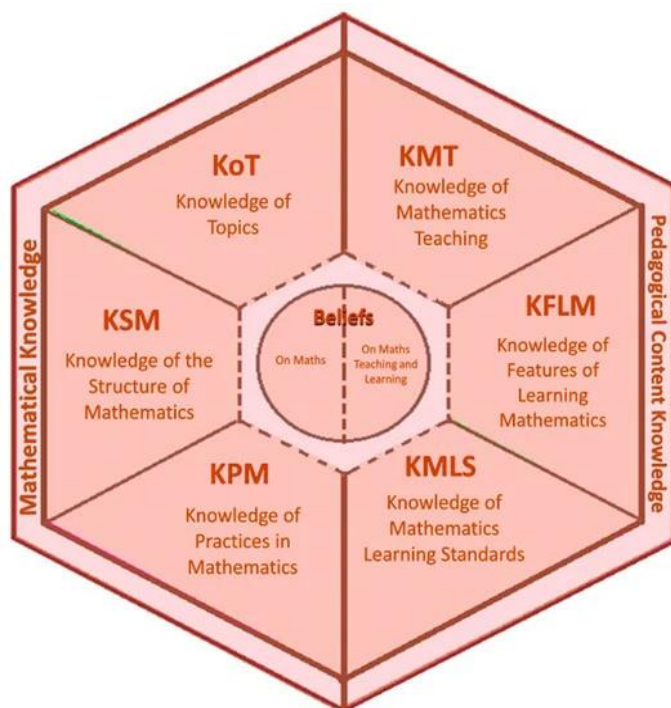 KoT
Knowledge of
Topics
KMT
Knowledge of
Mathematics
Teaching
Mathematical Knowledge
KSM
Knowledge of the
Structure of
Mathematics
Beliefs
On Maths
On Maths
Teaching and
Learning
KFLM
Knowledge of
Features of
Learning
Mathematics
Pedagogical Content Knowledge
KPM
Knowledge of
Practices in
Mathematics
KMLS
Knowledge of
Mathematics
Learning Standards